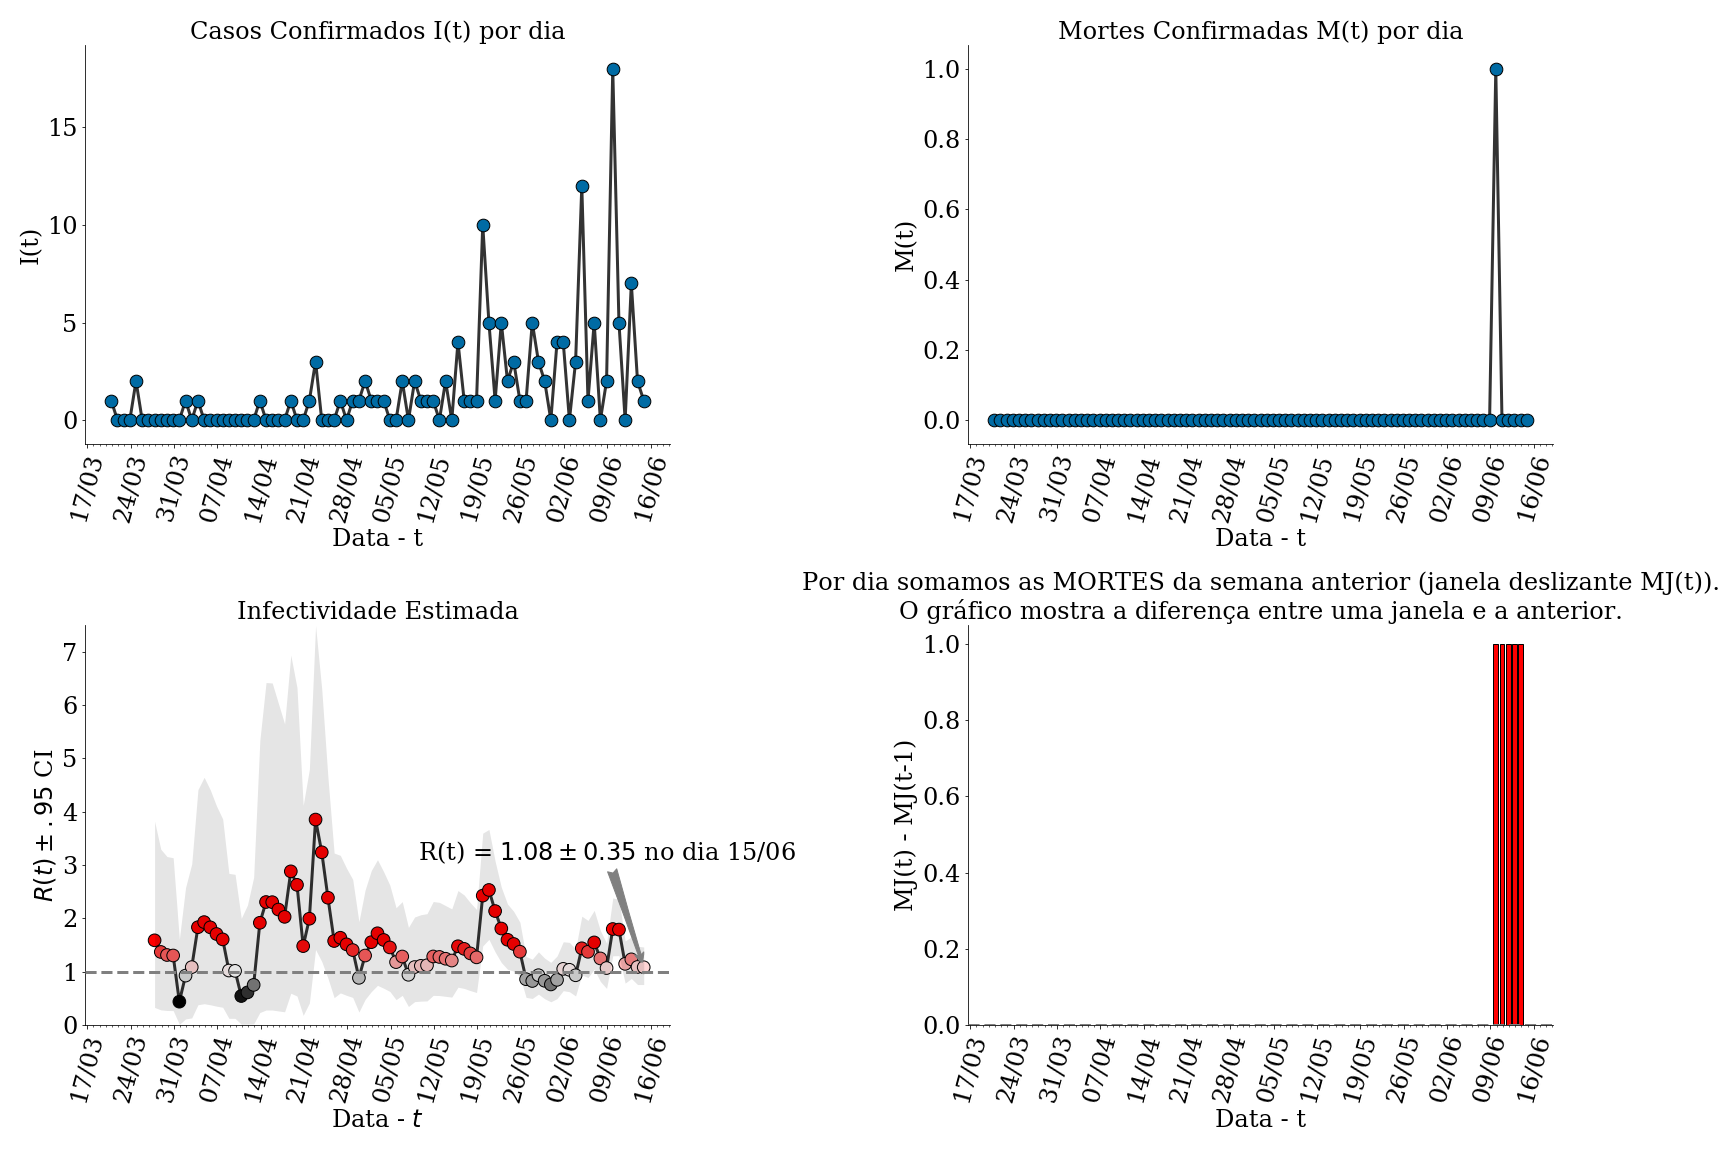 Casos Confirmados I(t) por dia
I(t)
15
10
5
0
17/03 24/03 31/03 07/04 14/04 21/04 28/04 05/05 12/05 19/05 26/05 02/06 09/06 16/06
Data - t
Mortes Confirmadas M(t) por dia
M(t)
1.0
0.8
0.6
0.4
0.2
0.0
17/03 24/03 31/03 07/04 14/04 21/04 28/04 05/05 12/05 19/05 26/05 02/06 09/06 16/06
Data - t
Infectividade Estimada
R(t) ± .95 CI
7
6
5
4
3
2
1
0
R(t) = 1.08 ± 0.35 no dia 15/06
17/03 24/03 31/03 07/04 14/04 21/04 28/04 05/05 12/05 19/05 26/05 02/06 09/06 16/06
Data - t
Por dia somamos as MORTES da semana anterior (janela deslizante MJ(t)).
O gráfico mostra a diferença entre uma janela e a anterior.
MJ(t) - MJ(t-1)
1.0
0.8
0.6
0.4
0.2
0.0
17/03 24/03 31/03 07/04 14/04 21/04 28/04 05/05 12/05 19/05 26/05 02/06 09/06 16/06
Data - t